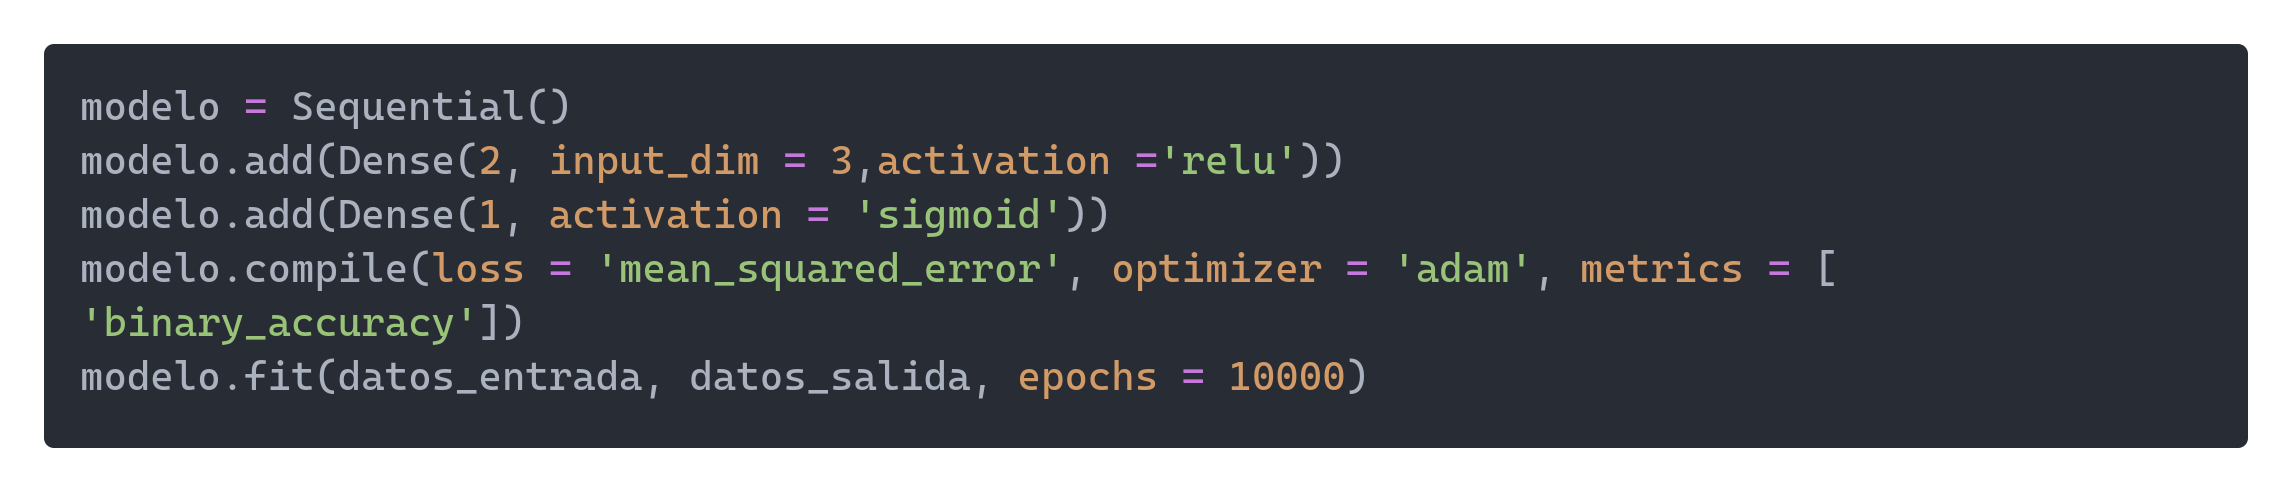 modelo = Sequential()
modelo.add(Dense(2, input_dim = 3,activation ='relu'))
modelo.add(Dense(1, activation = 'sigmoid'))
modelo.compile(loss = 'mean_squared_error', optimizer = 'adam', metrics = [
'binary_accuracy'])
modelo.fit(datos_entrada, datos_salida, epochs = 10000)